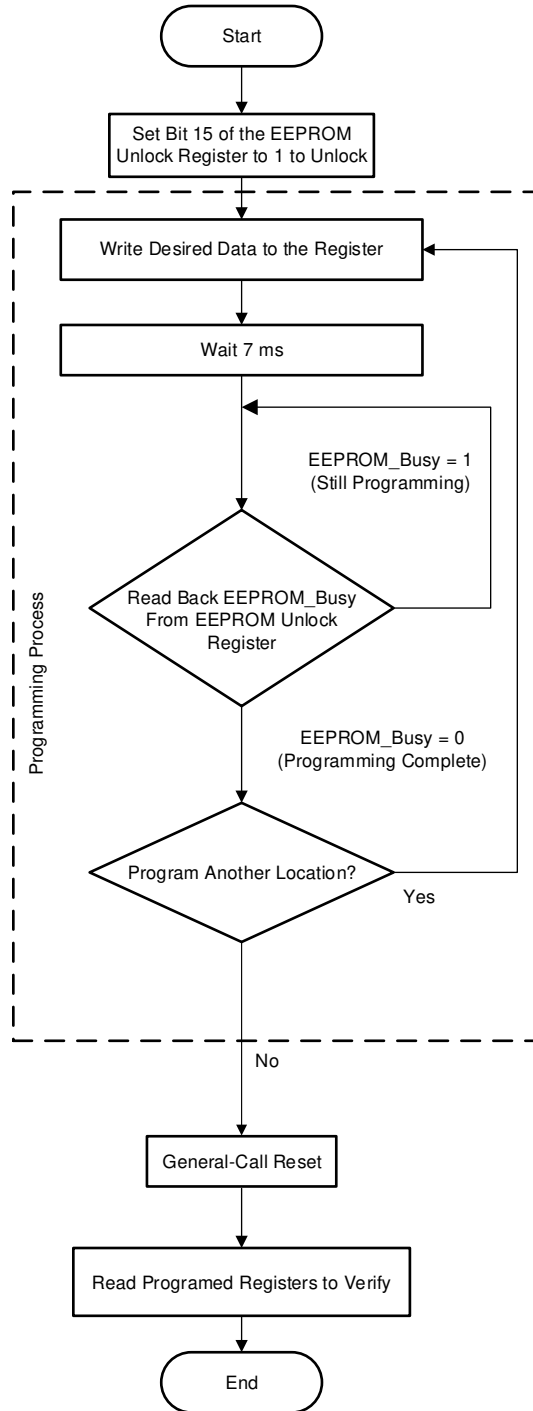 Start
Set Bit 15 of the EEPROM
Unlock Register to 1 to Unlock
Write Desired Data to the Register
Wait 7 ms
EEPROM_Busy = 1
(Still Programming)
Read Back EEPROM_Busy
From EEPROM Unlock
Register
Programming Process
EEPROM_Busy = 0
(Programming Complete)
Program Another Location?
Yes
No
General-Call Reset
Read Programed Registers to Verify
End